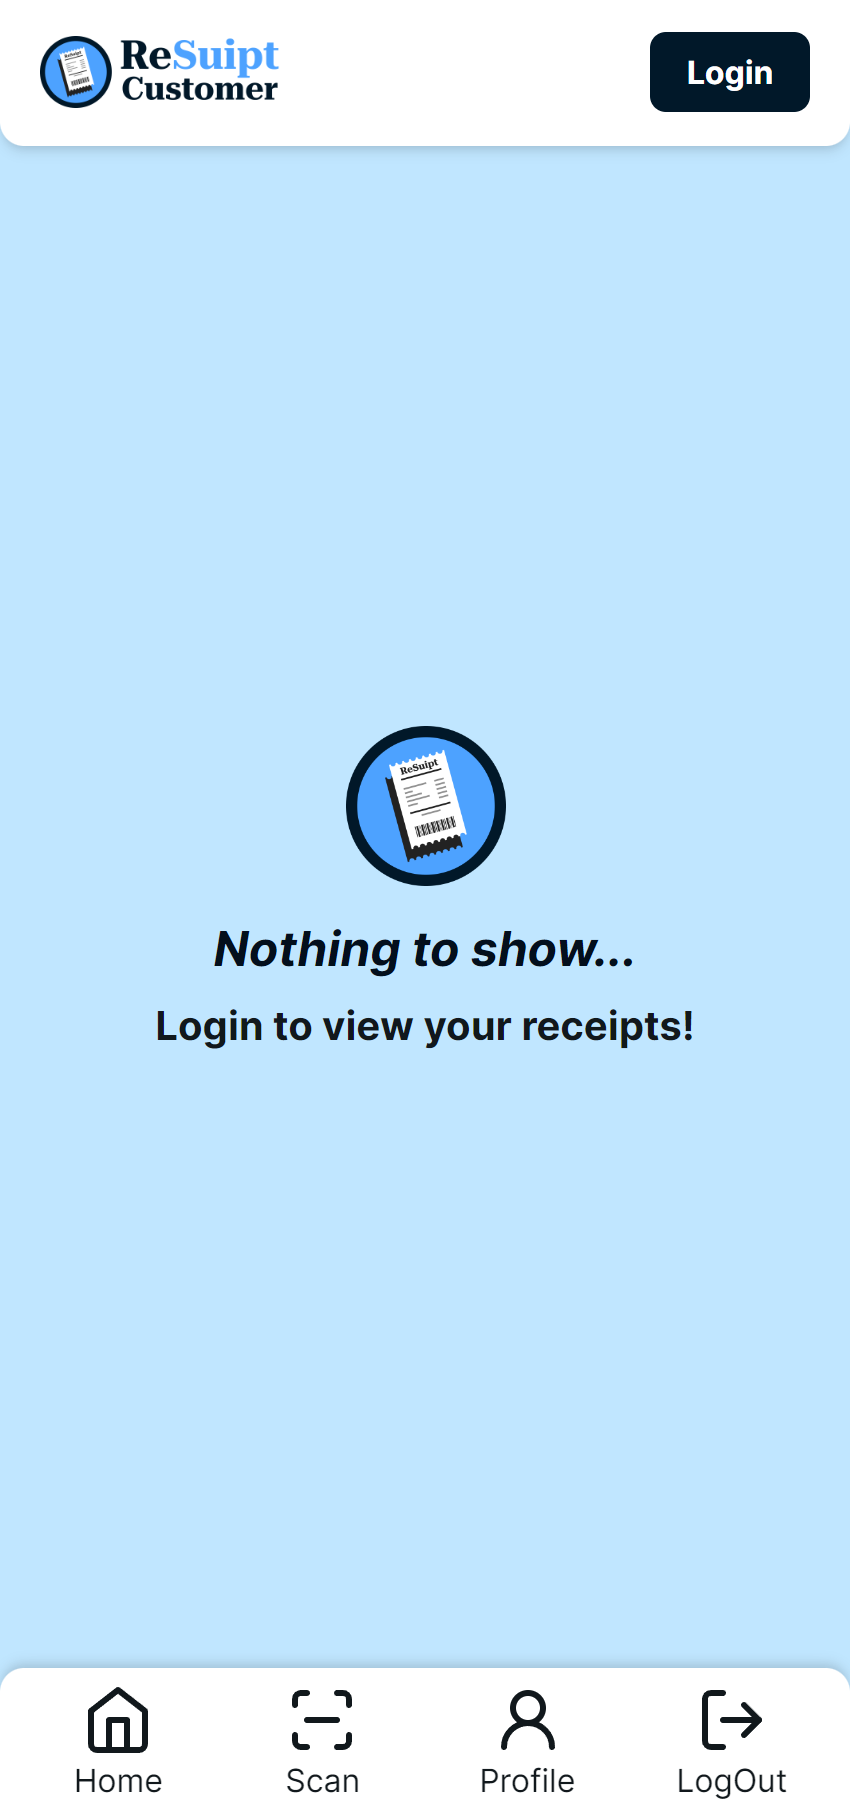 ReSuipt
Customer
Login
ReSuipt
Nothing to show...
Login to view your receipts!
Home
Scan
Profile
LogOut